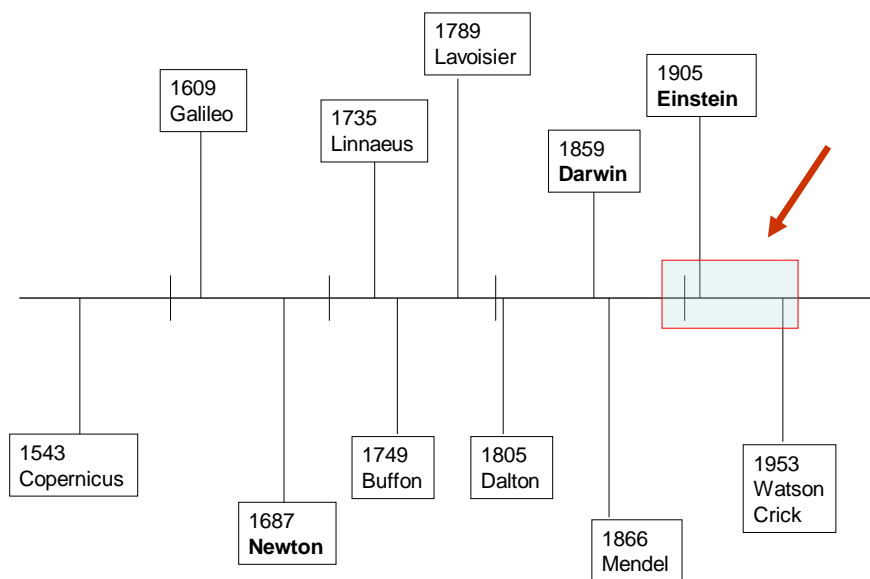 1789
Lavoisier
1905
Einstein
1609
Galileo
1735
Linnaeus
1859
Darwin
1543
Copernicus
1749
Buffon
1805
Dalton
1953
Watson
Crick
1687
Newton
1866
Mendel